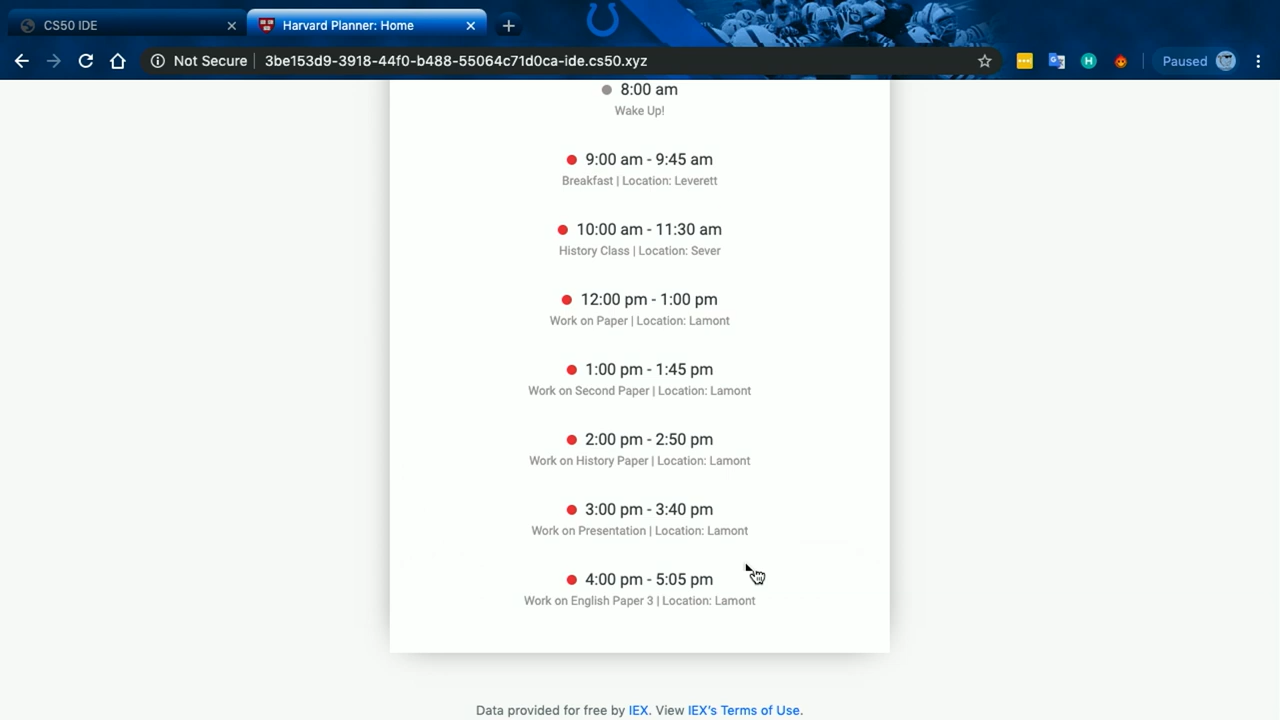 CS50 IDE
Harvard Planner: Home
Not Secure
3be153d9-3918-44f0-b488-55064c71d0ca-ide.cs50.xyz
H
Paused
8:00 am
Wake Up!
9:00 am - 9:45 am
Breakfast | Location: Leverett
10:00 am - 11:30 am
History Class | Location: Sever
12:00 pm - 1:00 pm
Work on Paper | Location: Lamont
1:00 pm - 1:45 pm
Work on Second Paper | Location: Lamont
2:00 pm - 2:50 pm
Work on History Paper | Location: Lamont
3:00 pm - 3:40 pm
Work on Presentation | Location: Lamont
4:00 pm - 5:05 pm
Work on English Paper 3 | Location: Lamont
Data provided for free by IEX. View IEX's Terms of Use.